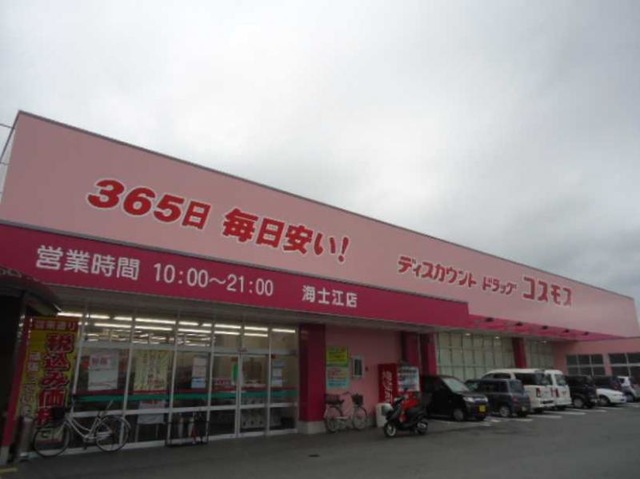 365日 毎日安い!
ディスカウント ドラッグ コスモス
営業時間 10:00～21:00 海士江店
税込み価格